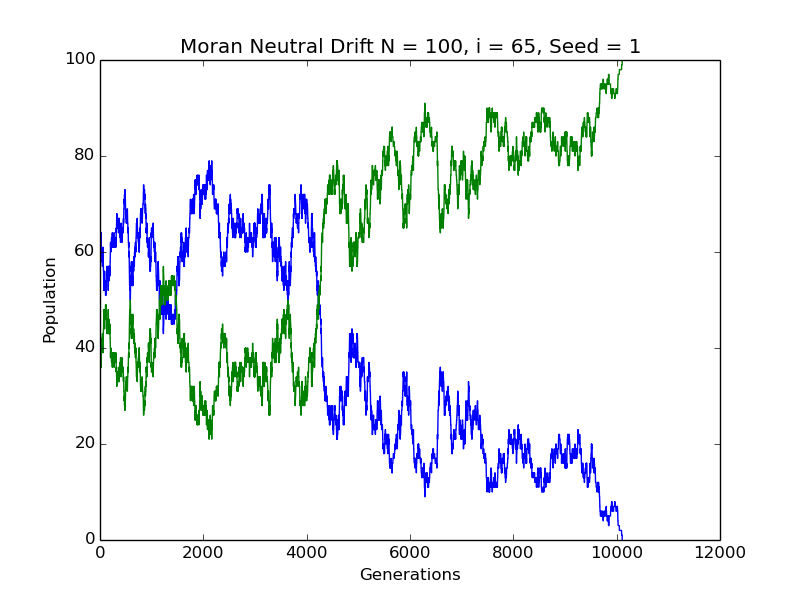 Moran Neutral Drift N = 100, i = 65, Seed = 1
100
80
60
40
20
0
Population
0 2000 4000 6000 8000 10000 12000
Generations